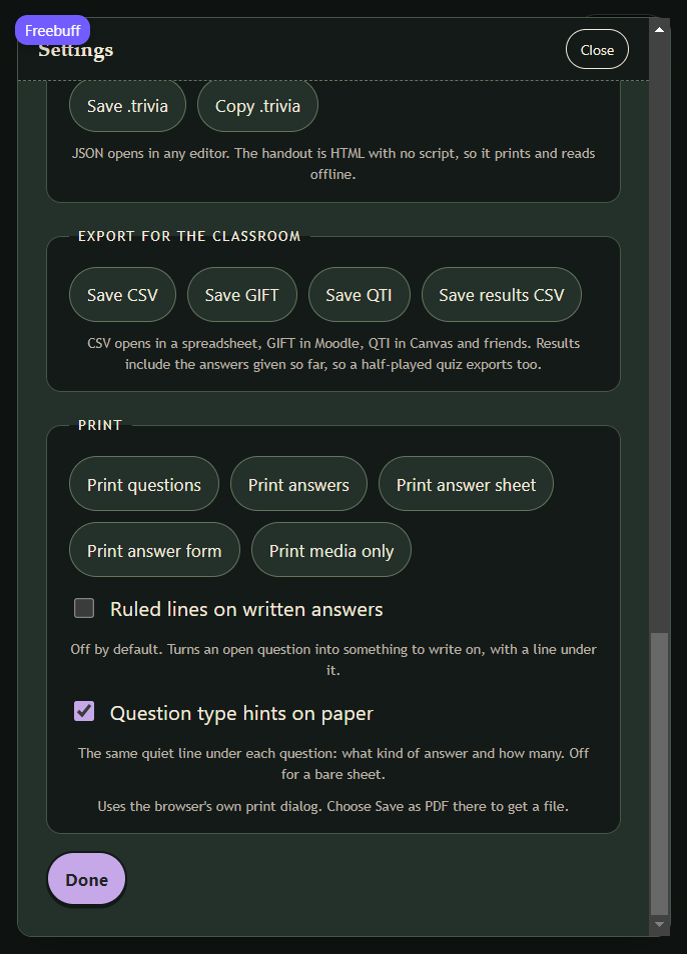 Freebuff
Settings
Close
Save .trivia
Copy .trivia
JSON opens in any editor. The handout is HTML with no script, so it prints and reads
offline.
EXPORT FOR THE CLASSROOM
Save CSV
Save GIFT
Save QTI
Save results CSV
CSV opens in a spreadsheet, GIFT in Moodle, QTI in Canvas and friends. Results
include the answers given so far, so a half-played quiz exports too.
PRINT
Print questions
Print answers
Print answer sheet
Print answer form
Print media only
Ruled lines on written answers
Off by default. Turns an open question into something to write on, with a line under
it.
Question type hints on paper
The same quiet line under each question: what kind of answer and how many. Off
for a bare sheet.
Uses the browser's own print dialog. Choose Save as PDF there to get a file.
Done